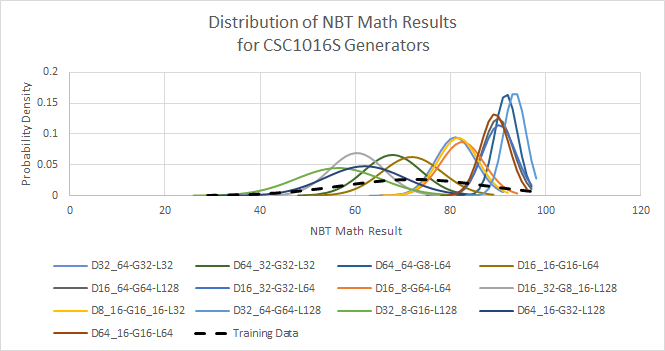 Distribution of NBT Math Results
for CSC1016S Generators
0.2
0.15
0.1
0.05
0
Probability Density
0 20 40 60 80 100 120
NBT Math Result
D32_64-G32-L32 D64_32-G32-L32 D64_64-G8-L64 D16_16-G16-L64
D16_64-G64-L128 D16_32-G32-L64 D16_8-G64-L64 D16_32-G8_16-L128
D8_16-G16_16-L32 D32_64-G64-L128 D32_8-G16-L128 D64_16-G32-L128
D64_16-G16-L64 Training Data